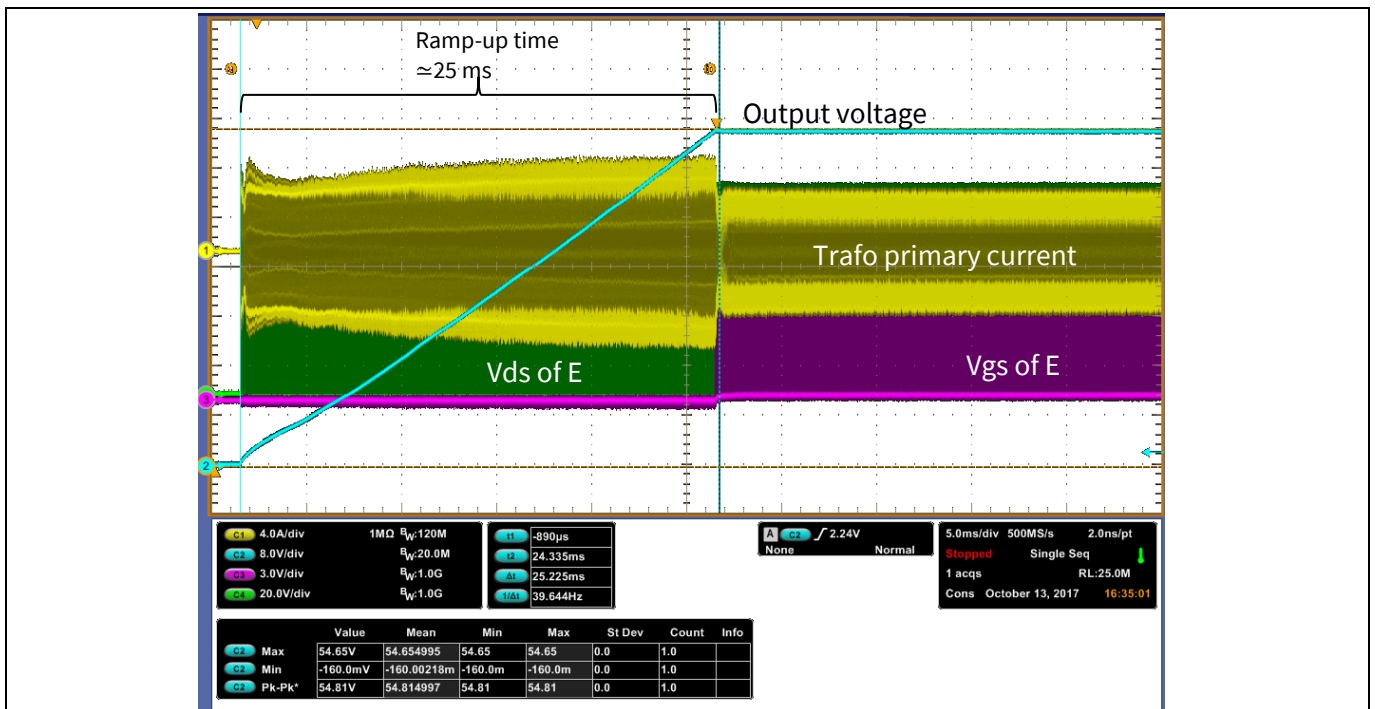 Ramp-up time
≃25 ms
Output voltage
1
Trafo primary current
Vds of E
Vgs of E
3
2
C1 4.0A/div 1MΩ BW:120M
C2 8.0V/div BW:20.0M
C3 3.0V/div BW:1.0G
C4 20.0V/div BW:1.0G
t1 -890µs
t2 24.335ms
Δt 25.225ms
1/Δt 39.644Hz
A C2 2.24V
None Normal
5.0ms/div 500MS/s 2.0ns/pt
Stopped Single Seq
1 acqs RL:25.0M
Cons October 13, 2017 16:35:01
Value Mean Min Max St Dev Count Info
C2 Max 54.65V 54.654995 54.65 54.65 0.0 1.0
C2 Min -160.0mV -160.00218m -160.0m -160.0m 0.0 1.0
C2 Pk-Pk* 54.81V 54.814997 54.81 54.81 0.0 1.0